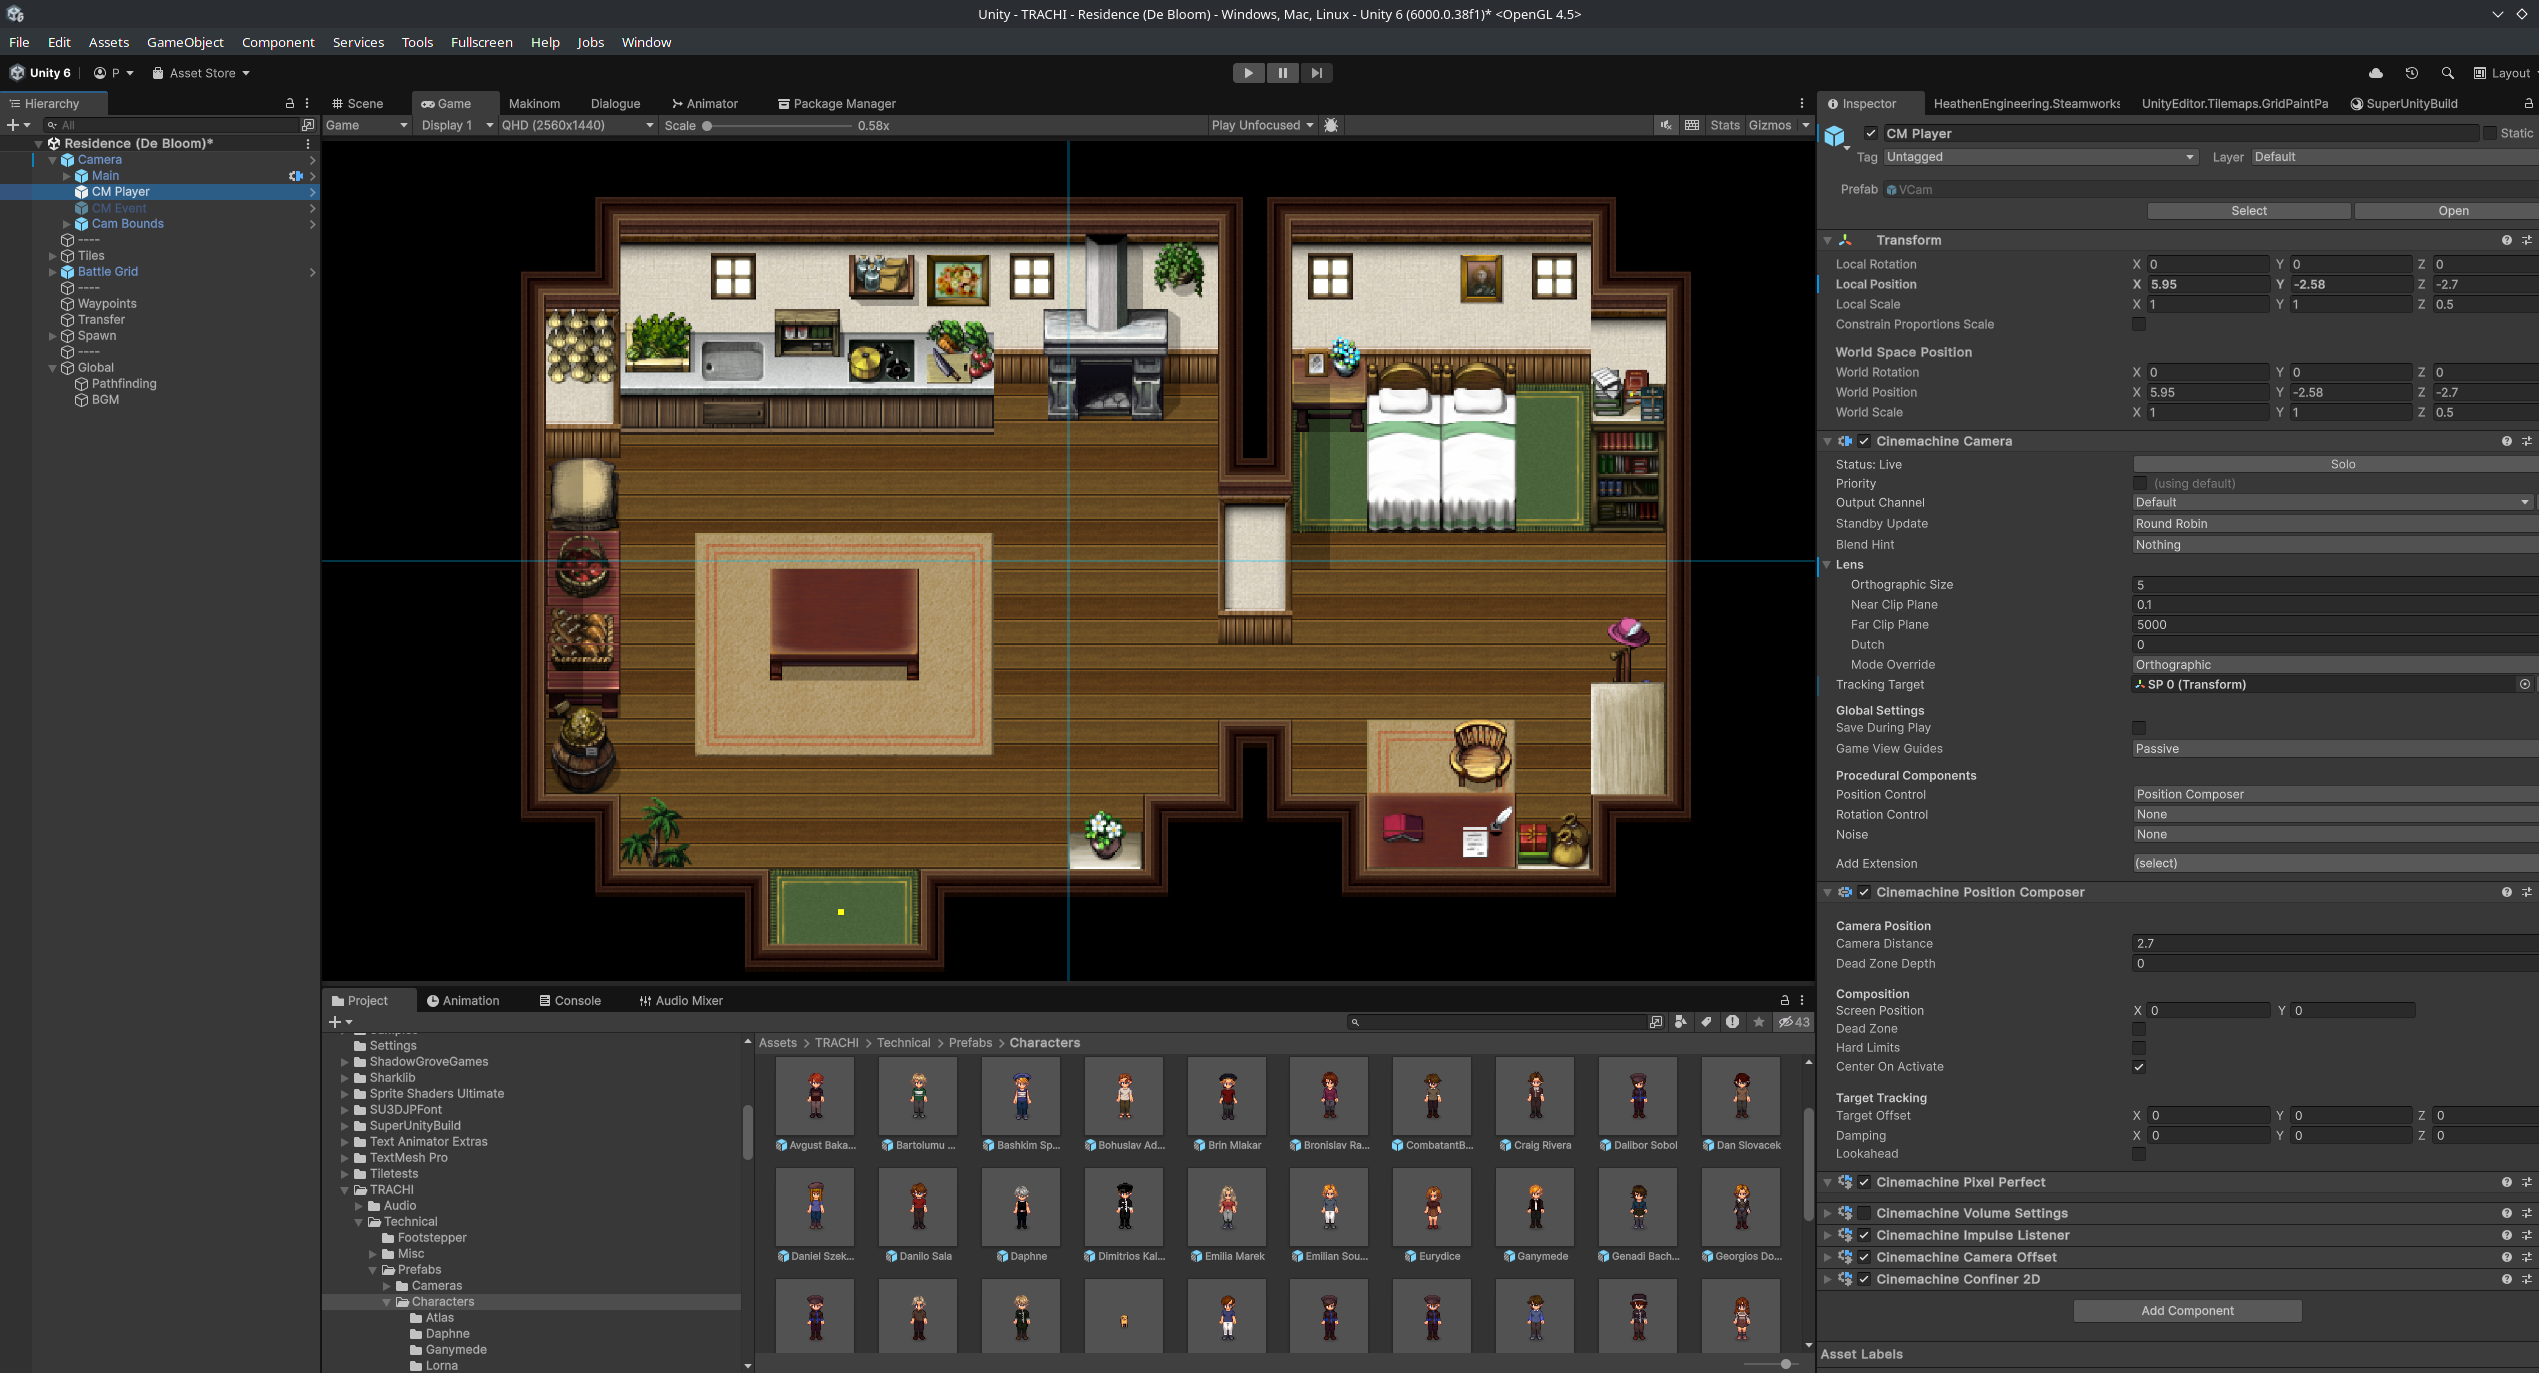 Unity - TRACHI - Residence (De Bloom) - Windows, Mac, Linux - Unity 6 (6000.0.38f1)* <OpenGL 4.5>
File Edit Assets GameObject Component Services Tools Fullscreen Help Jobs Window
Unity 6 P Asset Store Layout
Hierarchy
All
Residence (De Bloom)*
Camera
Main
CM Player
CM Event
Cam Bounds
----
Tiles
Battle Grid
----
Waypoints
Transfer
Spawn
----
Global
Pathfinding
BGM
Scene Game Makinom Dialogue Animator Package Manager
Game Display 1 QHD (2560x1440) Scale 0.58x Play Unfocused Stats Gizmos
Project Animation Console Audio Mixer
43
Settings
ShadowGroveGames
Sharklib
Sprite Shaders Ultimate
SU3DJPFont
SuperUnityBuild
Text Animator Extras
TextMesh Pro
Tiletests
TRACHI
Audio
Technical
Footstepper
Misc
Prefabs
Cameras
Characters
Atlas
Daphne
Ganymede
Lorna
Assets > TRACHI > Technical > Prefabs > Characters
Avgust Baka... Bartolumu ... Bashkim Sp... Bohuslav Ad... Brin Mlakar Bronislav Ra... CombatantB... Craig Rivera Dalibor Sobol Dan Slovacek
Daniel Szek... Danilo Sala Daphne Dimitrios Kal... Emilia Marek Emilian Sou... Eurydice Ganymede Genadi Bach... Georgios Do...
Inspector HeathenEngineering.Steamworks UnityEditor.Tilemaps.GridPaintPa SuperUnityBuild
CM Player Static
Tag Untagged Layer Default
Prefab VCam
Select Open
Transform
Local Rotation X 0 Y 0 Z 0
Local Position X 5.95 Y -2.58 Z -2.7
Local Scale X 1 Y 1 Z 0.5
Constrain Proportions Scale
World Space Position
World Rotation X 0 Y 0 Z 0
World Position X 5.95 Y -2.58 Z -2.7
World Scale X 1 Y 1 Z 0.5
Cinemachine Camera
Status: Live Solo
Priority (using default)
Output Channel Default
Standby Update Round Robin
Blend Hint Nothing
Lens
Orthographic Size 5
Near Clip Plane 0.1
Far Clip Plane 5000
Dutch 0
Mode Override Orthographic
Tracking Target SP 0 (Transform)
Global Settings
Save During Play
Game View Guides Passive
Procedural Components
Position Control Position Composer
Rotation Control None
Noise None
Add Extension (select)
Cinemachine Position Composer
Camera Position
Camera Distance 2.7
Dead Zone Depth 0
Composition
Screen Position X 0 Y 0
Dead Zone
Hard Limits
Center On Activate
Target Tracking
Target Offset X 0 Y 0 Z 0
Damping X 0 Y 0 Z 0
Lookahead
Cinemachine Pixel Perfect
Cinemachine Volume Settings
Cinemachine Impulse Listener
Cinemachine Camera Offset
Cinemachine Confiner 2D
Add Component
Asset Labels